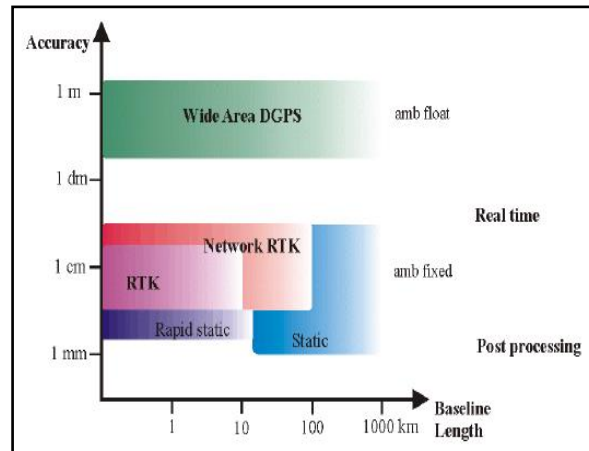 Accuracy
1 m
Wide Area DGPS
amb float
1 dm
Real time
Network RTK
1 cm
RTK
amb fixed
Rapid static
Static
1 mm
Post processing
1
10
100
1000 km
Baseline
Length